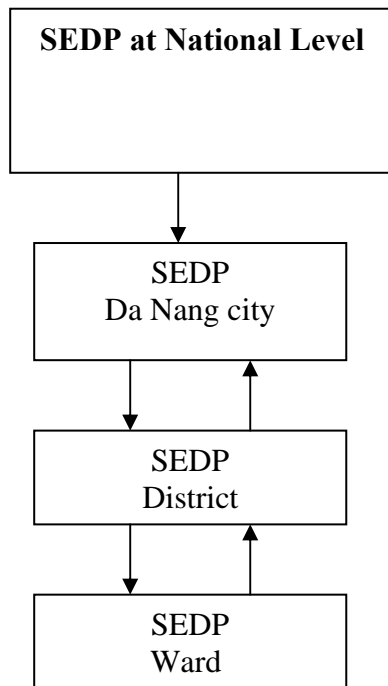 SEDP at National Level
SEDP
Da Nang city
SEDP
District
SEDP
Ward